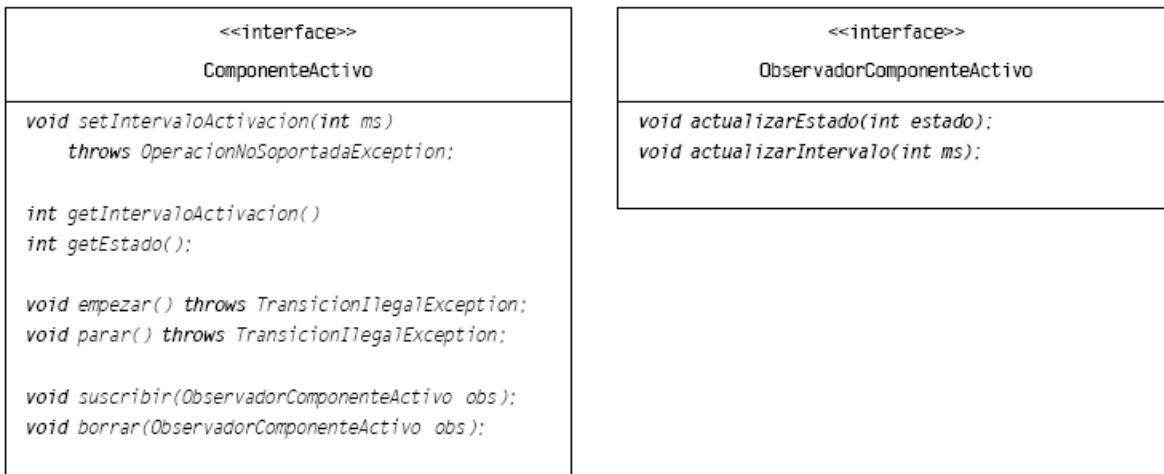 <<interface>>
ComponenteActivo
void setIntervaloActivacion(int ms)
throws OperacionNoSoportadaException;
int getIntervaloActivacion()
int getEstado();
void empezar() throws TransicionIlegalException;
void parar() throws TransicionIlegalException;
void suscribir(ObservadorComponenteActivo obs);
void borrar(ObservadorComponenteActivo obs);
<<interface>>
ObservadorComponenteActivo
void actualizarEstado(int estado);
void actualizarIntervalo(int ms);